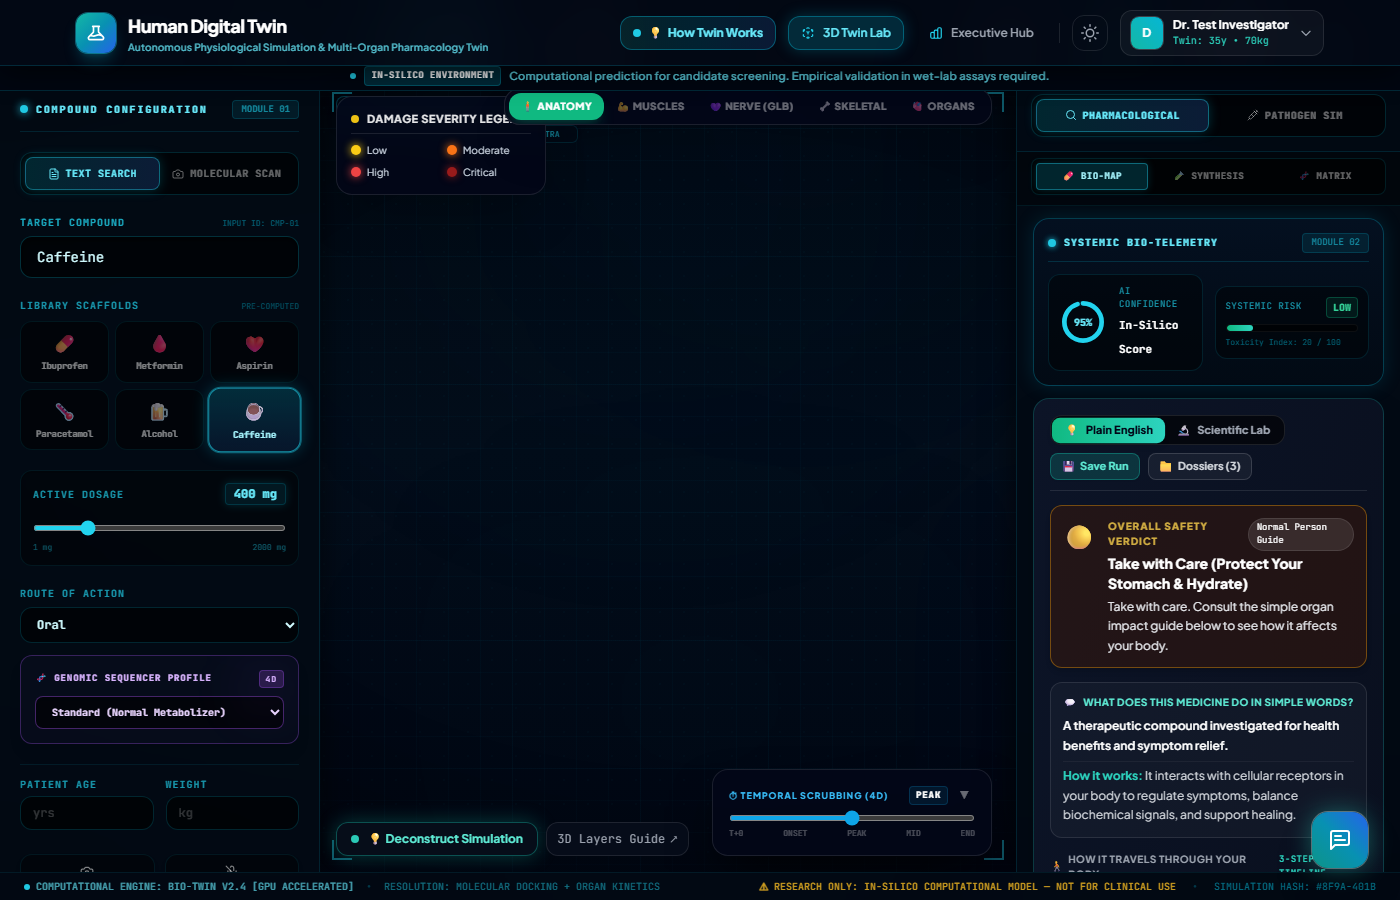 Human Digital Twin
Autonomous Physiological Simulation & Multi-Organ Pharmacology Twin
How Twin Works
3D Twin Lab
Executive Hub
D
Dr. Test Investigator
Twin: 35y • 70kg
IN-SILICO ENVIRONMENT
Computational prediction for candidate screening. Empirical validation in wet-lab assays required.
COMPOUND CONFIGURATION
MODULE 01
TEXT SEARCH
MOLECULAR SCAN
TARGET COMPOUND
INPUT ID: CMP-01
Caffeine
LIBRARY SCAFFOLDS
PRE-COMPUTED
Ibuprofen
Metformin
Aspirin
Paracetamol
Alcohol
Caffeine
ACTIVE DOSAGE
400 mg
1 mg
2000 mg
ROUTE OF ACTION
Oral
GENOMIC SEQUENCER PROFILE
4D
Standard (Normal Metabolizer)
PATIENT AGE
WEIGHT
yrs
kg
DAMAGE SEVERITY LEGE
Low
Moderate
High
Critical
ANATOMY
MUSCLES
NERVE (GLB)
SKELETAL
ORGANS
TRA
Deconstruct Simulation
3D Layers Guide ↗
TEMPORAL SCRUBBING (4D)
PEAK
T+0
ONSET
PEAK
MID
END
PHARMACOLOGICAL
PATHOGEN SIM
BIO-MAP
SYNTHESIS
MATRIX
SYSTEMIC BIO-TELEMETRY
MODULE 02
95%
AI CONFIDENCE
In-Silico Score
SYSTEMIC RISK
LOW
Toxicity Index: 20 / 100
Plain English
Scientific Lab
Save Run
Dossiers (3)
OVERALL SAFETY VERDICT
Normal Person Guide
Take with Care (Protect Your
Stomach & Hydrate)
Take with care. Consult the simple organ
impact guide below to see how it affects
your body.
WHAT DOES THIS MEDICINE DO IN SIMPLE WORDS?
A therapeutic compound investigated for health
benefits and symptom relief.
How it works: It interacts with cellular receptors in
your body to regulate symptoms, balance
biochemical signals, and support healing.
HOW IT TRAVELS THROUGH YOUR
BODY
3-STEP
TIMELINE
COMPUTATIONAL ENGINE: BIO-TWIN V2.4 [GPU ACCELERATED]
RESOLUTION: MOLECULAR DOCKING + ORGAN KINETICS
⚠ RESEARCH ONLY: IN-SILICO COMPUTATIONAL MODEL — NOT FOR CLINICAL USE
SIMULATION HASH: #8F9A-401B